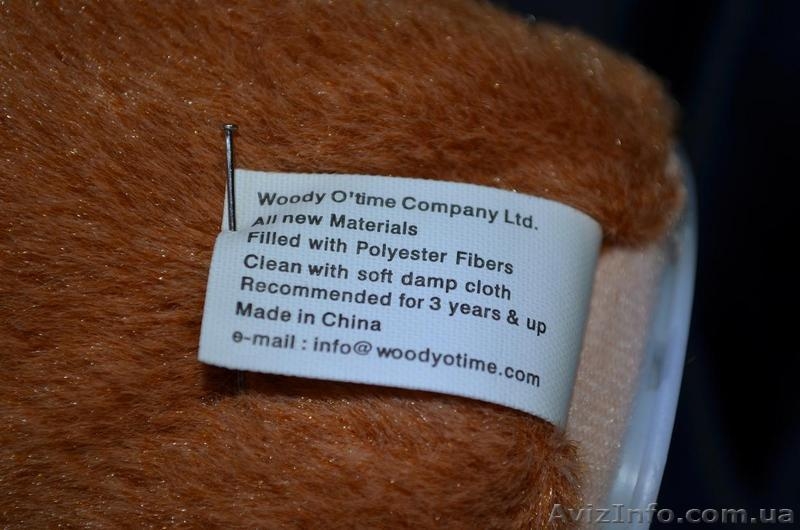 Woody O'time Company Ltd.
All new Materials
Filled with Polyester Fibers
Clean with soft damp cloth
Recommended for 3 years & up
Made in China
e-mail : info@woodyotime.com
AvizInfo.com.ua